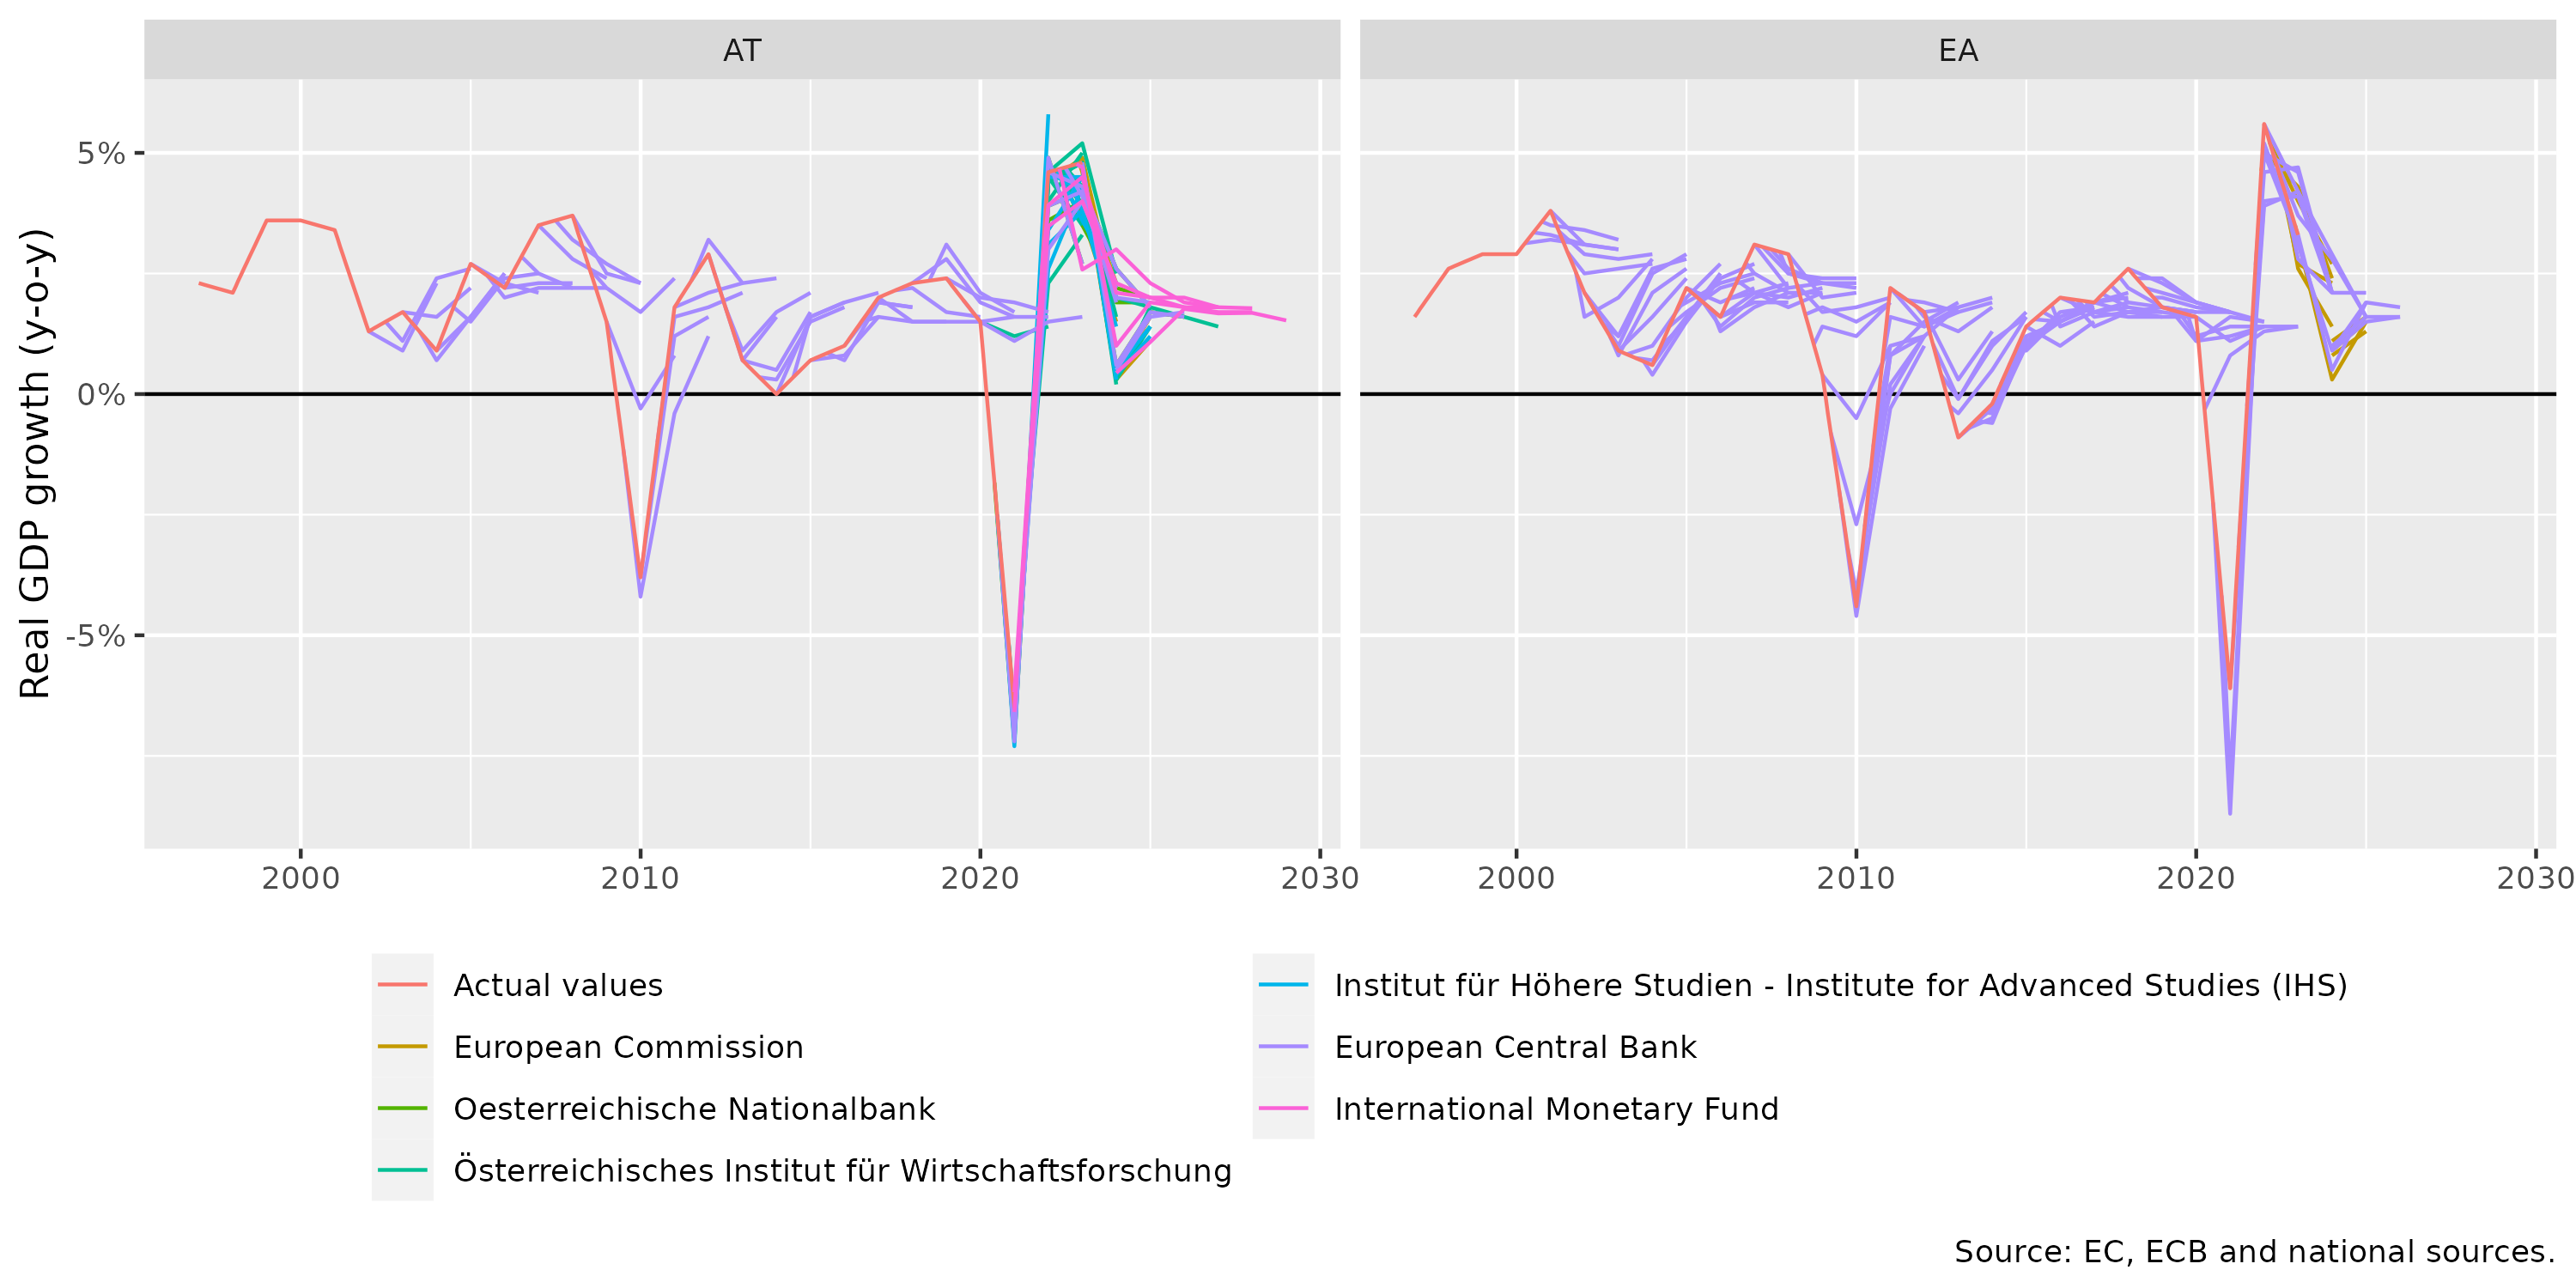 AT
EA
Real GDP growth (y-o-y)
5%
0%
-5%
2000
2010
2020
2030
2000
2010
2020
2030
Actual values
European Commission
Oesterreichische Nationalbank
Österreichisches Institut für Wirtschaftsforschung
Institut für Höhere Studien - Institute for Advanced Studies (IHS)
European Central Bank
International Monetary Fund
Source: EC, ECB and national sources.